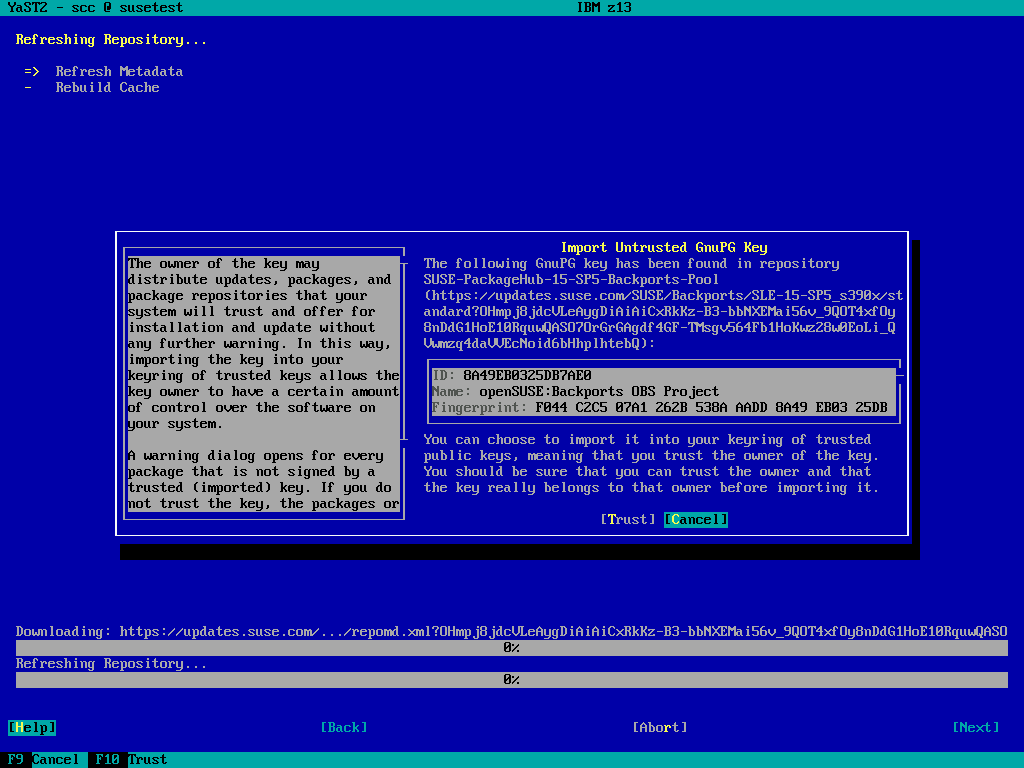 YaST2 - scc @ susetest IBM z13
Refreshing Repository...
=> Refresh Metadata
- Rebuild Cache
The owner of the key may
distribute updates, packages, and
package repositories that your
system will trust and offer for
installation and update without
any further warning. In this way,
importing the key into your
keyring of trusted keys allows the
key owner to have a certain amount
of control over the software on
your system.
A warning dialog opens for every
package that is not signed by a
trusted (imported) key. If you do
not trust the key, the packages or
Import Untrusted GnuPG Key
The following GnuPG key has been found in repository
SUSE-PackageHub-15-SP5-Backports-Pool
(https://updates.suse.com/SUSE/Backports/SLE-15-SP5_s390x/st
andard?OHmpj8jdcVLeAygDiAiAiCxRkKz-B3-bbNXEMai56v_9QOT4xfOy
8nDdG1HoE10RquwQASO7OrGrGAgdf4GF-TMsgv564Fb1HoKwz28w0EoLi_Q
Vwmzq4daVVEcNoid6bHhplhtebQ):
ID: 8A49EB0325DB7AE0
Name: openSUSE:Backports OBS Project
Fingerprint: F044 C2C5 07A1 262B 538A AADD 8A49 EB03 25DB
You can choose to import it into your keyring of trusted
public keys, meaning that you trust the owner of the key.
You should be sure that you can trust the owner and that
the key really belongs to that owner before importing it.
[Trust] [Cancel]
Downloading: https://updates.suse.com/.../repomd.xml?OHmpj8jdcVLeAygDiAiAiCxRkKz-B3-bbNXEMai56v_9QOT4xfOy8nDdG1HoE10RquwQASO
0%
Refreshing Repository...
0%
[Help] [Back] [Abort] [Next]
F9 Cancel F10 Trust